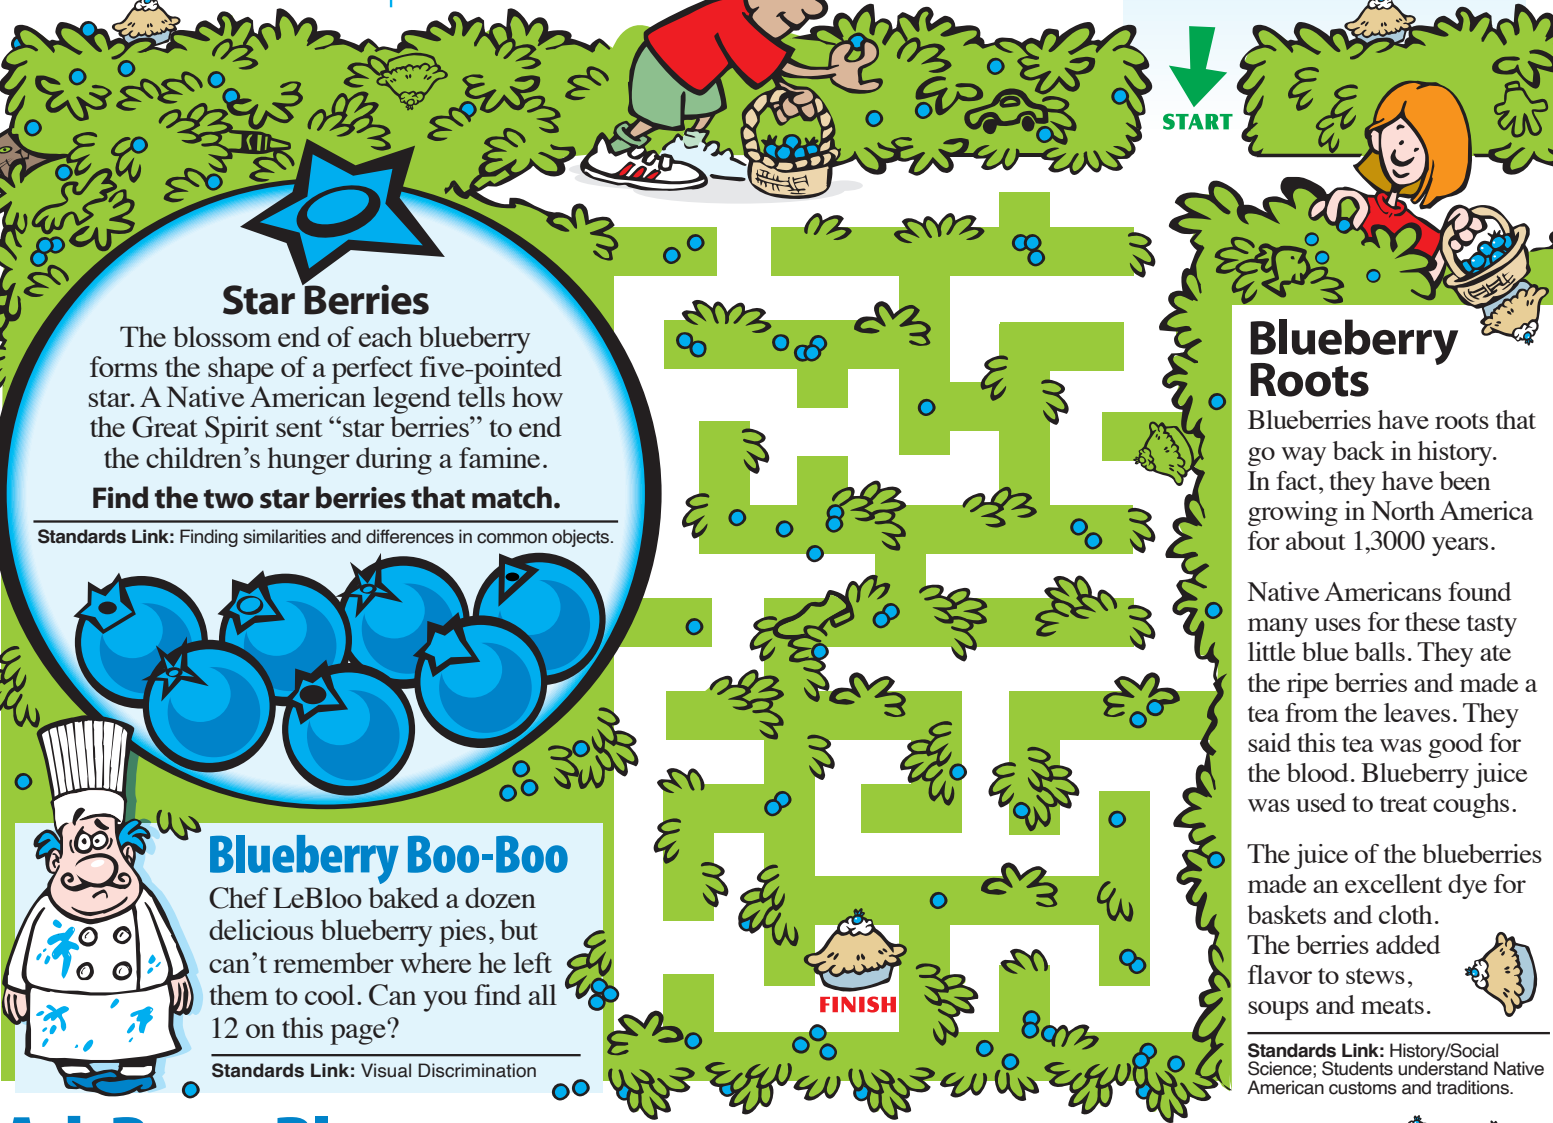 START
Star Berries
The blossom end of each blueberry
forms the shape of a perfect five-pointed
star. A Native American legend tells how
the Great Spirit sent “star berries” to end
the children’s hunger during a famine.
Find the two star berries that match.
Standards Link: Finding similarities and differences in common objects.
Blueberry Boo-Boo
Chef LeBloo baked a dozen
delicious blueberry pies, but
can’t remember where he left
them to cool. Can you find all
12 on this page?
Standards Link: Visual Discrimination
FINISH
Blueberry
Roots
Blueberries have roots that
go way back in history.
In fact, they have been
growing in North America
for about 1,3000 years.
Native Americans found
many uses for these tasty
little blue balls. They ate
the ripe berries and made a
tea from the leaves. They
said this tea was good for
the blood. Blueberry juice
was used to treat coughs.
The juice of the blueberries
made an excellent dye for
baskets and cloth.
The berries added
flavor to stews,
soups and meats.
Standards Link: History/Social
Science; Students understand Native
American customs and traditions.